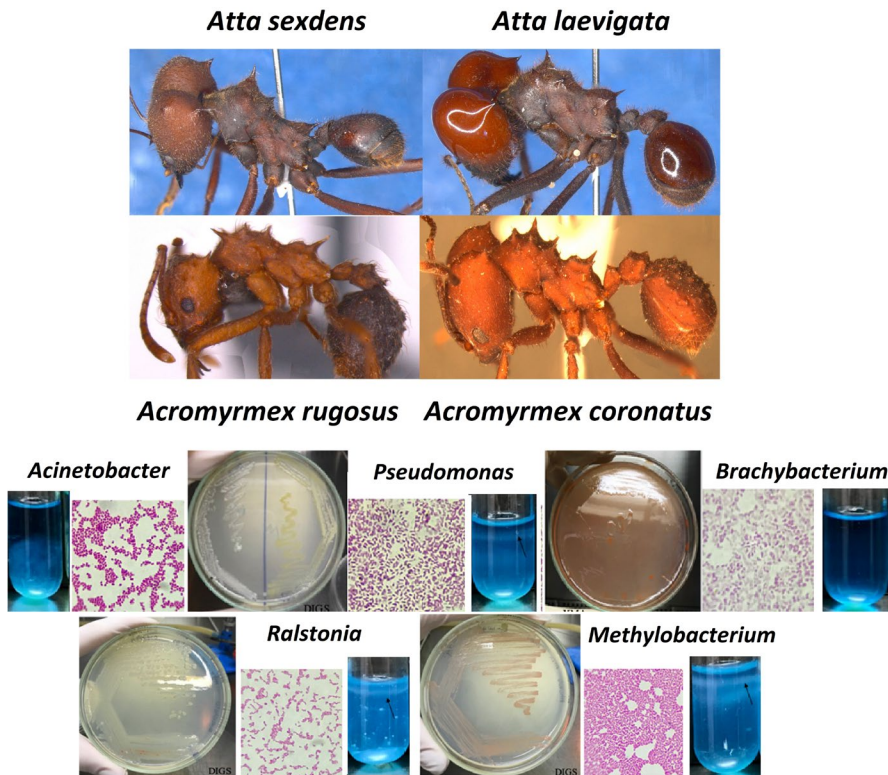 Atta sexdens Atta laevigata
Acromyrmex rugosus Acromyrmex coronatus
Acinetobacter Pseudomonas Brachybacterium
DIGS
Ralstonia Methylobacterium
DIGS DIGS